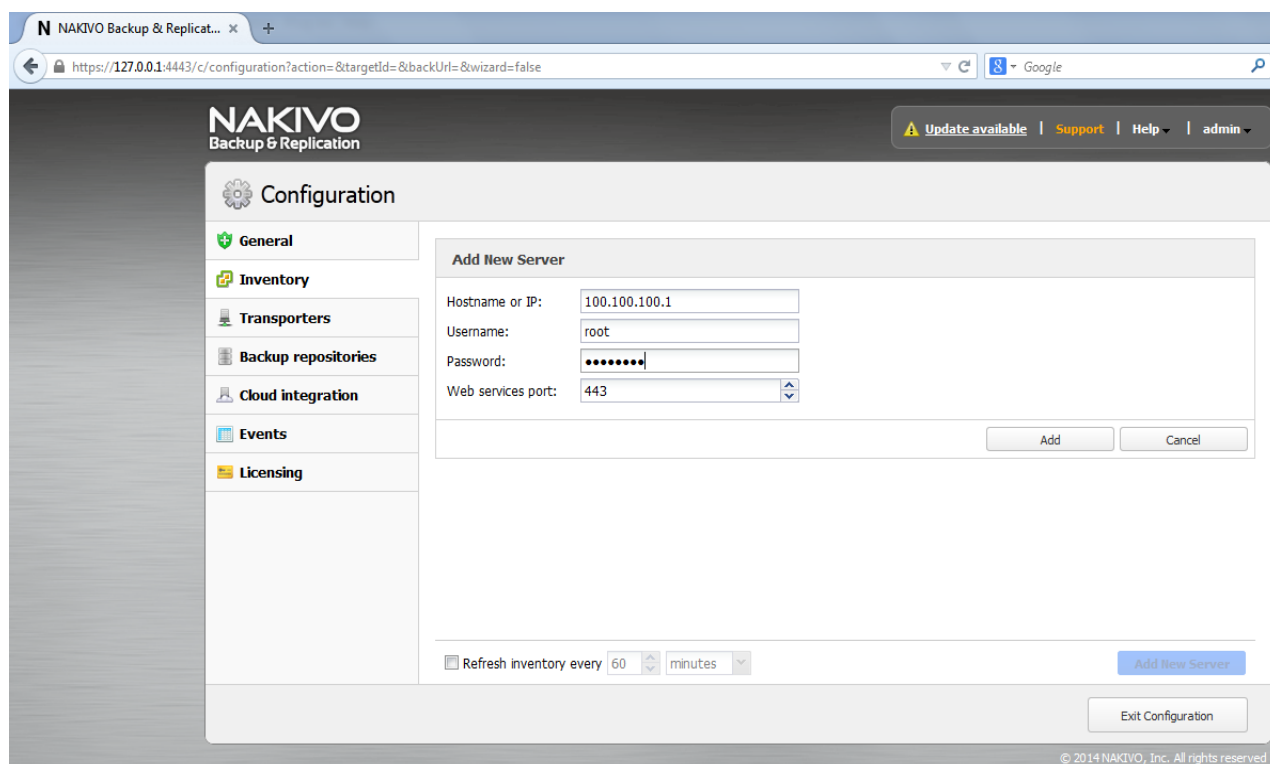 N NAKIVO Backup & Replicat... × +
https://127.0.0.1:4443/c/configuration?action=&targetId=&backUrl=&wizard=false
8 Google
NAKIVO
Backup & Replication
Update available | Support | Help | admin
Configuration
General
Inventory
Transporters
Backup repositories
Cloud integration
Events
Licensing
Add New Server
Hostname or IP: 100.100.100.1
Username: root
Password: ••••••••
Web services port: 443
Add Cancel
Refresh inventory every 60 minutes
Add New Server
Exit Configuration
© 2014 NAKIVO, Inc. All rights reserved